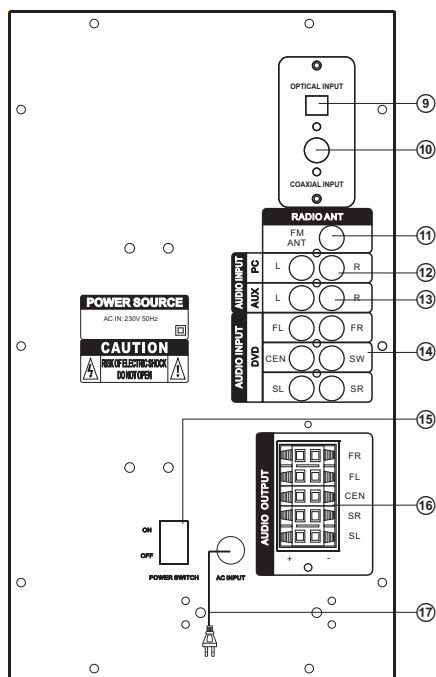 OPTICAL INPUT
9
10
COAXIAL INPUT
RADIO ANT
FM
ANT
11
AUDIO INPUT
PC
L
R
12
AUX
L
R
13
AUDIO INPUT
DVD
FL
FR
CEN
SW
14
SL
SR
POWER SOURCE
AC IN: 230V 50Hz
CAUTION
RISK OF ELECTRIC SHOCK
DO NOT OPEN
15
AUDIO OUTPUT
FR
FL
CEN
16
SR
SL
+ -
ON
OFF
POWER SWITCH
AC INPUT
17